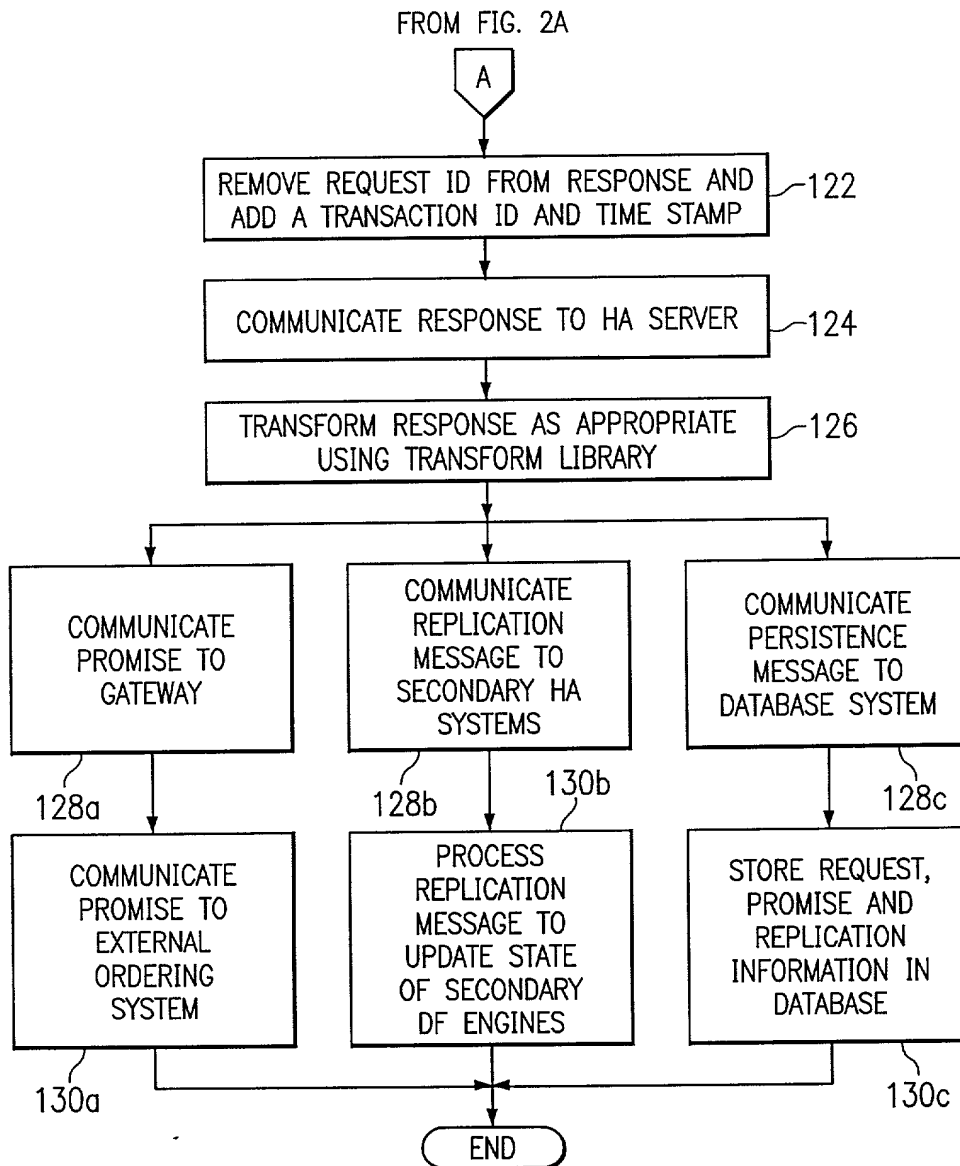 FROM FIG. 2A
A
REMOVE REQUEST ID FROM RESPONSE AND
ADD A TRANSACTION ID AND TIME STAMP
122
COMMUNICATE RESPONSE TO HA SERVER
124
TRANSFORM RESPONSE AS APPROPRIATE
USING TRANSFORM LIBRARY
126
COMMUNICATE
PROMISE TO
GATEWAY
128a
COMMUNICATE
REPLICATION
MESSAGE TO
SECONDARY HA
SYSTEMS
128b
COMMUNICATE
PERSISTENCE
MESSAGE TO
DATABASE SYSTEM
128c
COMMUNICATE
PROMISE TO
EXTERNAL
ORDERING
SYSTEM
130a
130b
PROCESS
REPLICATION
MESSAGE TO
UPDATE STATE
OF SECONDARY
DF ENGINES
STORE REQUEST,
PROMISE AND
REPLICATION
INFORMATION IN
DATABASE
130c
END